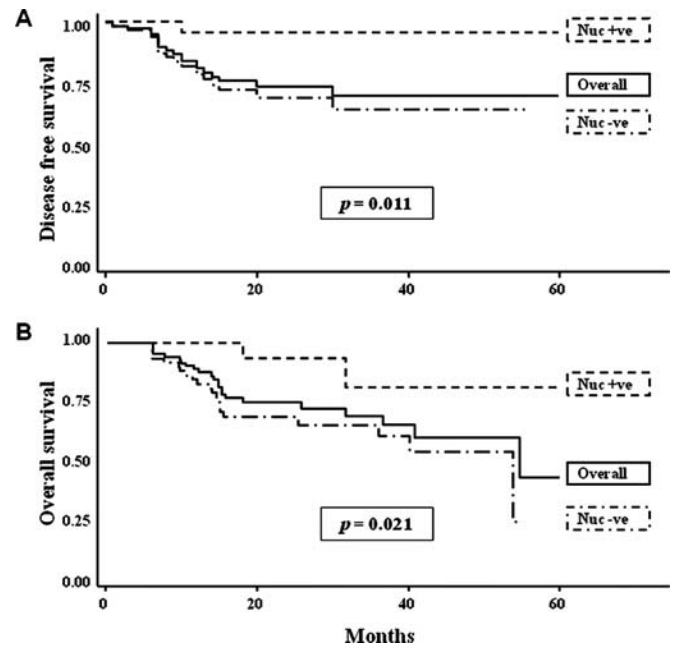 A
Disease free survival
1.00
0.75
0.50
0.25
0.00
Nuc +ve
Overall
Nuc -ve
p = 0.011
0
20
40
60
B
Overall survival
1.00
0.75
0.50
0.25
0.00
Nuc +ve
Overall
Nuc -ve
p = 0.021
0
20
40
60
Months